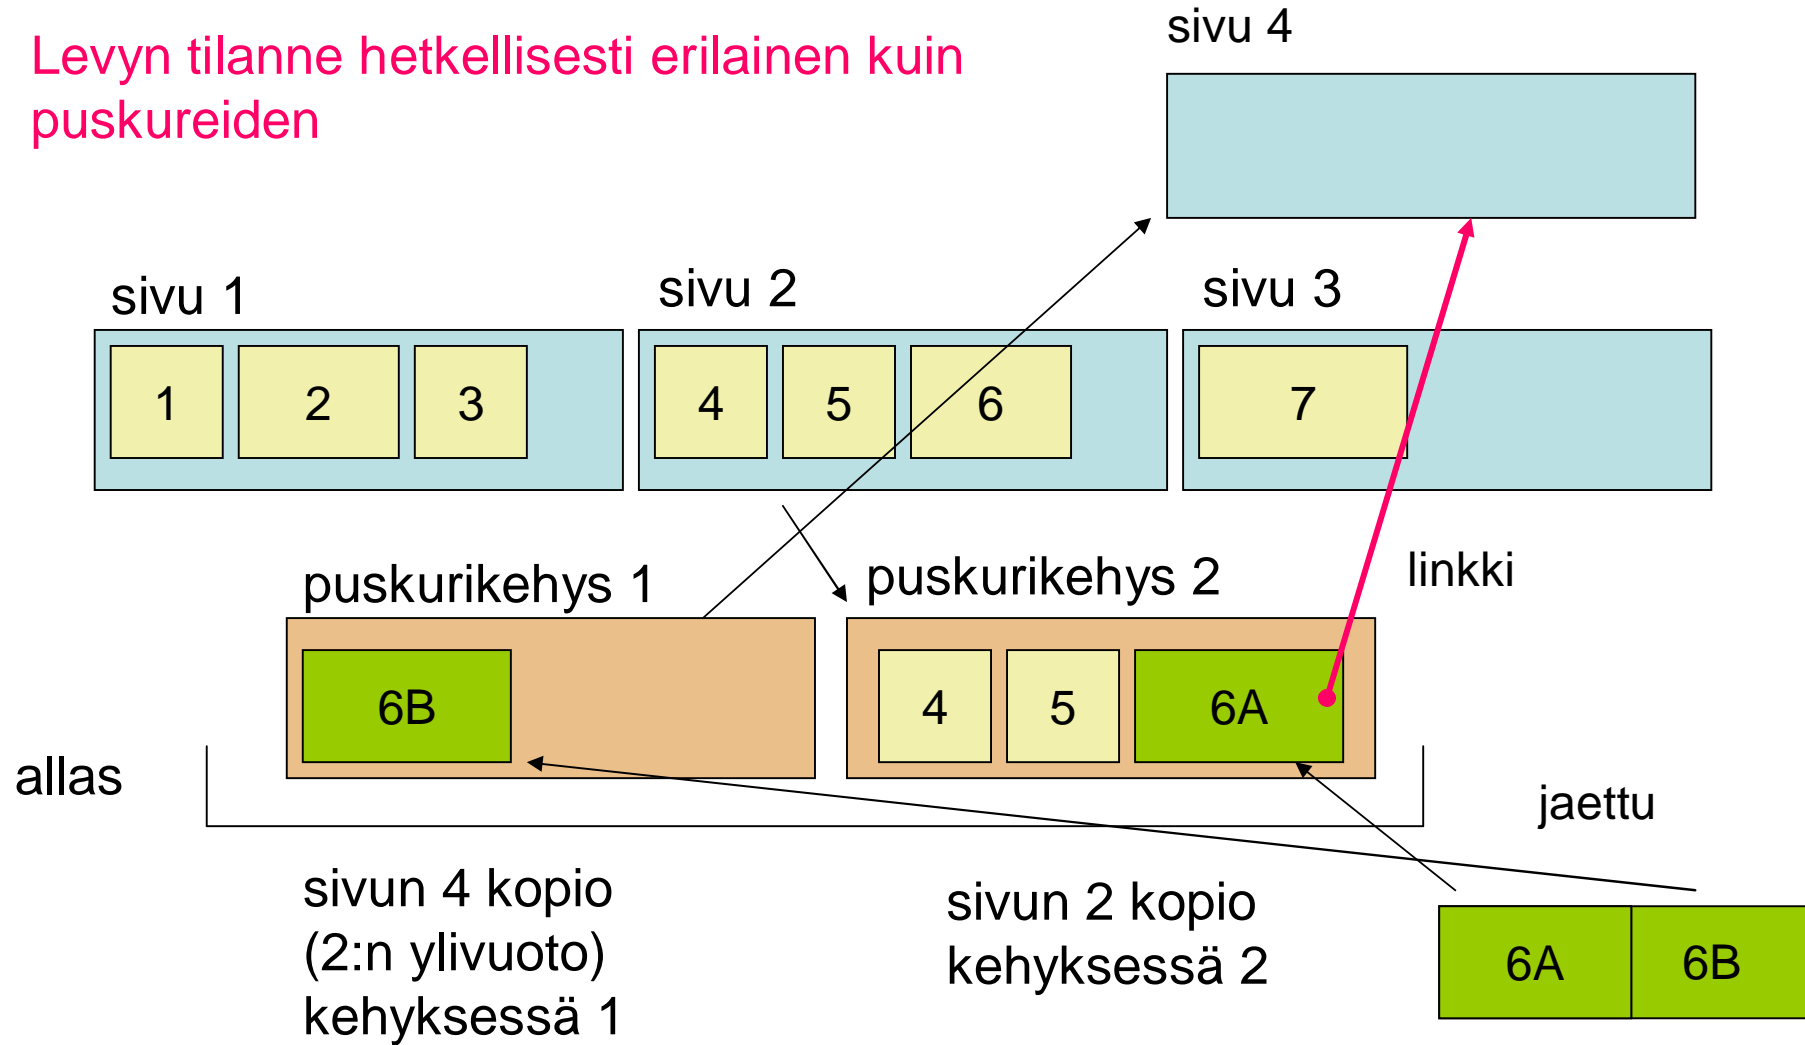 Levyn tilanne hetkellisesti erilainen kuin
puskureiden
sivu 4
sivu 1
sivu 2
sivu 3
1
2
3
4
5
6
7
puskurikehys 1
puskurikehys 2
linkki
6B
4
5
6A
allas
jaettu
sivun 4 kopio
(2:n ylivuoto)
kehyksessä 1
sivun 2 kopio
kehyksessä 2
6A
6B